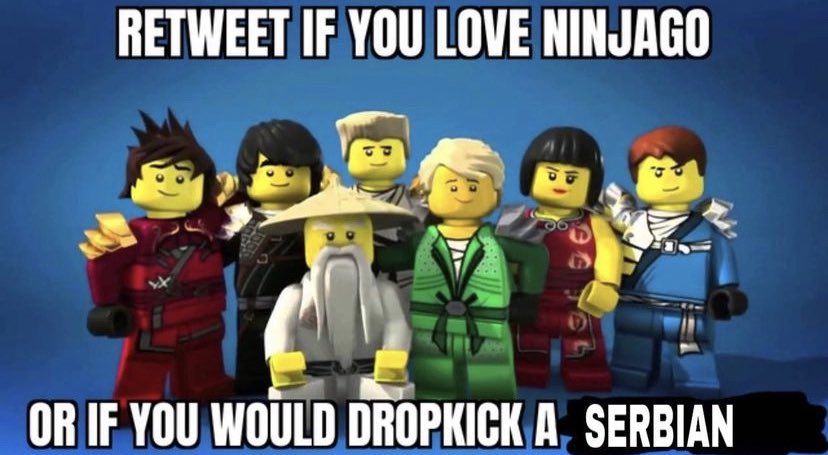 RETWEET IF YOU LOVE NINJAGO
OR IF YOU WOULD DROPKICK A SERBIAN